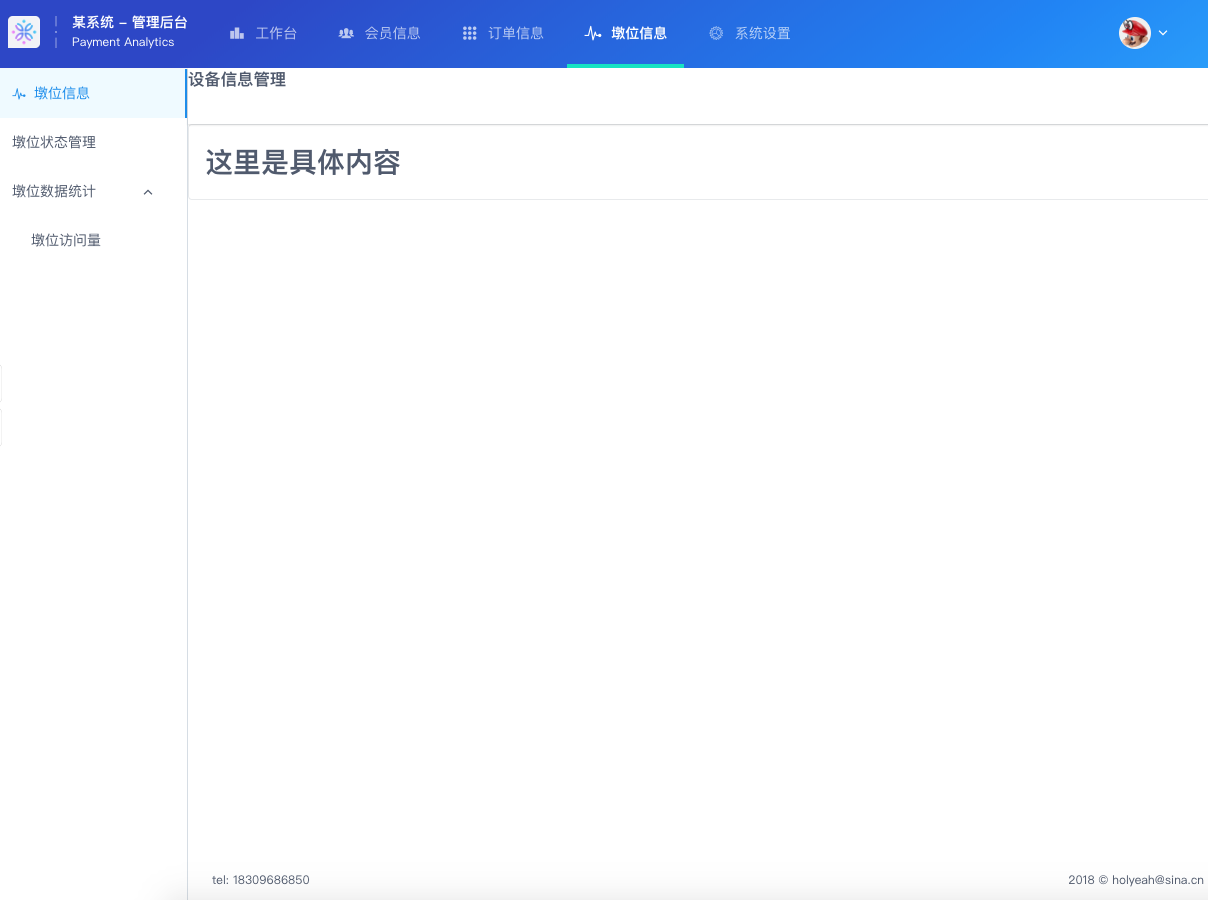 某系统 - 管理后台
Payment Analytics
工作台
会员信息
订单信息
墩位信息
系统设置
墩位信息
墩位状态管理
墩位数据统计
墩位访问量
设备信息管理
这里是具体内容
tel: 18309686850
2018 © holyeah@sina.cn